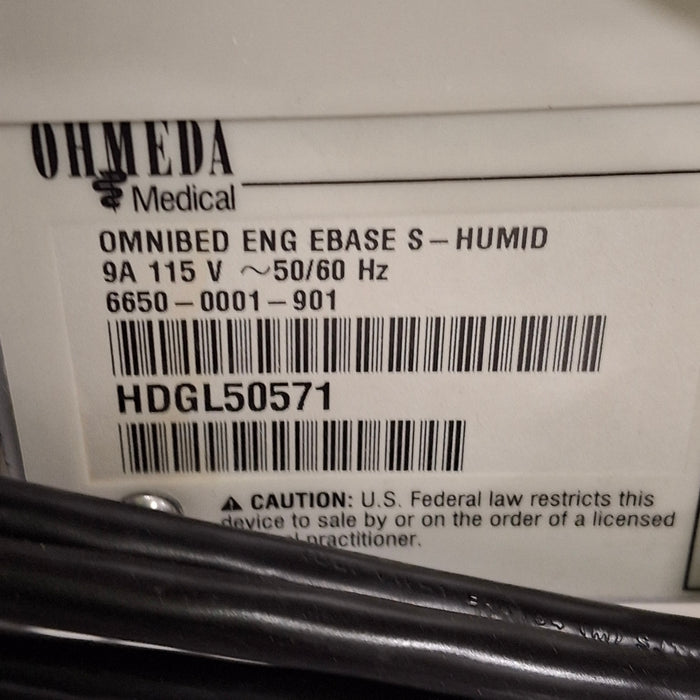 OHMEDA
Medical
OMNIBED ENG EBASE S-HUMID
9A 115 V ~50/60 Hz
6650-0001-901
HDGL50571
⚠ CAUTION: U.S. Federal law restricts this
device to sale by or on the order of a licensed
practitioner.